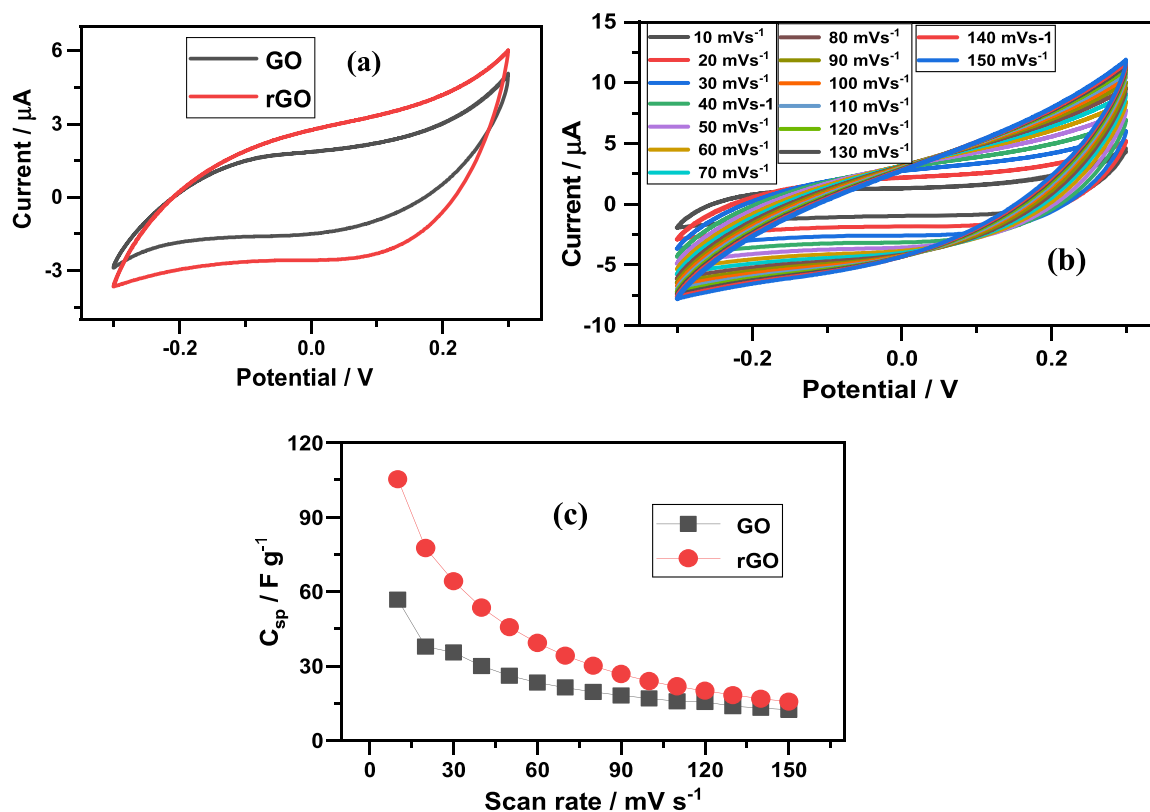 6
3
0
-3
Current / μA
GO
rGO
(a)
-0.2
0.0
0.2
Potential / V
15
10
5
0
-5
-10
Current / μA
10 mVs⁻¹
20 mVs⁻¹
30 mVs⁻¹
40 mVs-1
50 mVs⁻¹
60 mVs⁻¹
70 mVs⁻¹
80 mVs⁻¹
90 mVs⁻¹
100 mVs⁻¹
110 mVs⁻¹
120 mVs⁻¹
130 mVs⁻¹
140 mVs-1
150 mVs⁻¹
(b)
-0.2
0.0
0.2
Potential / V
120
90
60
30
0
C_sp / F g⁻¹
(c)
GO
rGO
0
30
60
90
120
150
Scan rate / mV s⁻¹